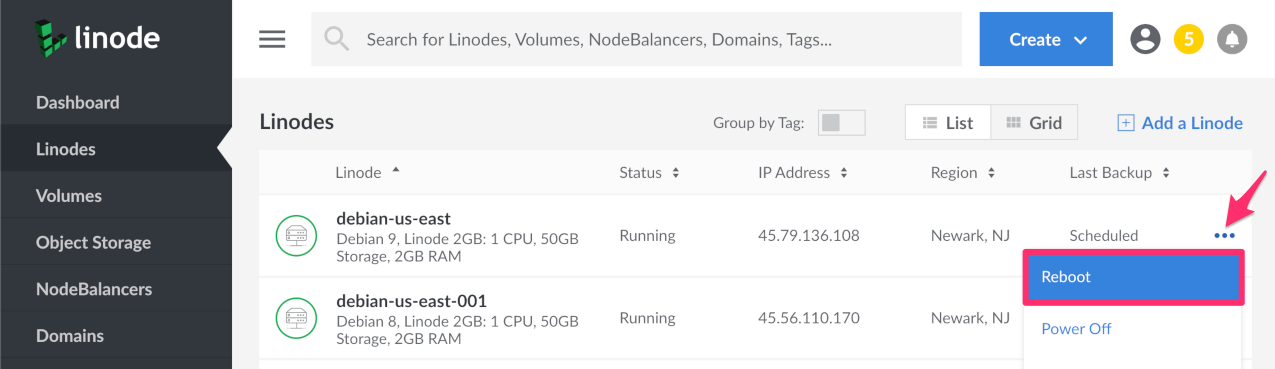 linode
Search for Linodes, Volumes, NodeBalancers, Domains, Tags...
Create
5
Dashboard
Linodes
Volumes
Object Storage
NodeBalancers
Domains
Linodes
Group by Tag:
List
Grid
Add a Linode
Linode
Status
IP Address
Region
Last Backup
debian-us-east
Debian 9, Linode 2GB: 1 CPU, 50GB
Storage, 2GB RAM
Running
45.79.136.108
Newark, NJ
Scheduled
Reboot
debian-us-east-001
Debian 8, Linode 2GB: 1 CPU, 50GB
Storage, 2GB RAM
Running
45.56.110.170
Newark, NJ
Power Off